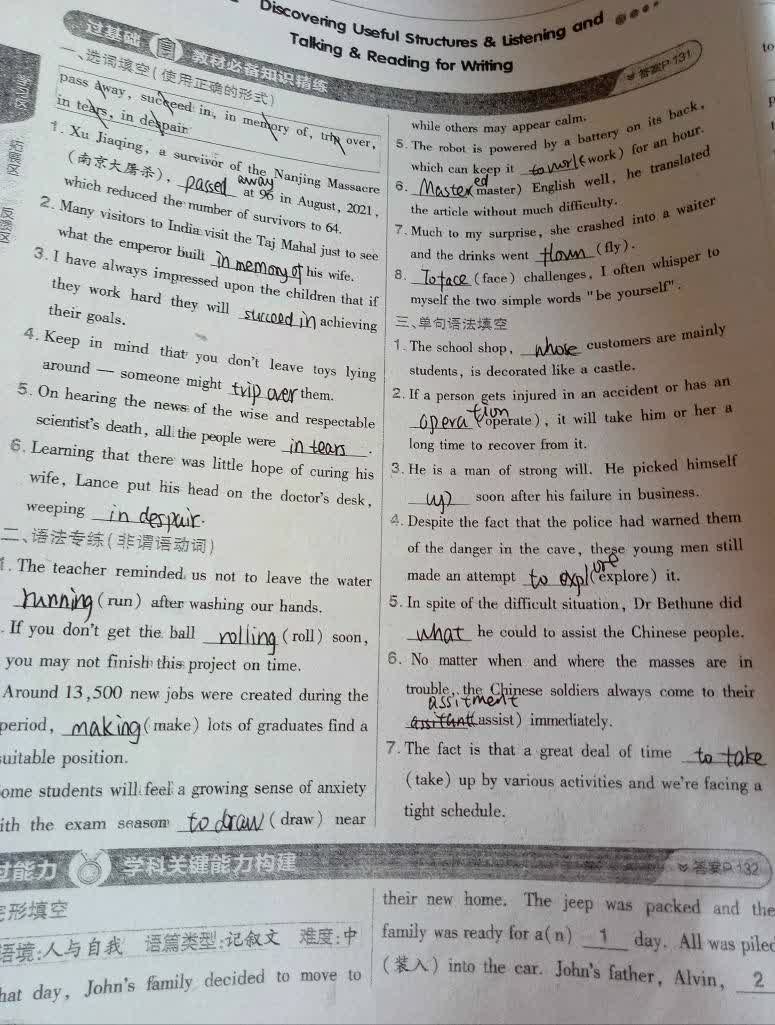 Discovering Useful Structures & Listening and
Talking & Reading for Writing
过基础 教材必备知识精练
答案P.131
学习区
拓展区
一、选词填空(使用正确的形式)
pass away, succeed in, in memory of, trip over,
in tears, in despair
1. Xu Jiaqing, a survivor of the Nanjing Massacre
(南京大屠杀), passed away at 96 in August, 2021,
which reduced the number of survivors to 64.
2. Many visitors to India visit the Taj Mahal just to see
what the emperor built in memory of his wife.
3. I have always impressed upon the children that if
they work hard they will succeed in achieving
their goals.
4. Keep in mind that you don't leave toys lying
around — someone might trip over them.
5. On hearing the news of the wise and respectable
scientist's death, all the people were in tears.
6. Learning that there was little hope of curing his
wife, Lance put his head on the doctor's desk,
weeping in despair.
二、语法专练(非谓语动词)
1. The teacher reminded us not to leave the water
running (run) after washing our hands.
. If you don't get the ball rolling (roll) soon,
you may not finish this project on time.
Around 13,500 new jobs were created during the
period, making (make) lots of graduates find a
suitable position.
ome students will feel a growing sense of anxiety
ith the exam season to draw (draw) near
while others may appear calm.
5. The robot is powered by a battery on its back,
which can keep it to work (work) for an hour.
6. Mastered (master) English well, he translated
the article without much difficulty.
7. Much to my surprise, she crashed into a waiter
and the drinks went flown (fly).
8. To face (face) challenges, I often whisper to
myself the two simple words "be yourself".
三、单句语法填空
1. The school shop, whose customers are mainly
students, is decorated like a castle.
2. If a person gets injured in an accident or has an
operation (operate), it will take him or her a
long time to recover from it.
3. He is a man of strong will. He picked himself
up soon after his failure in business.
4. Despite the fact that the police had warned them
of the danger in the cave, these young men still
made an attempt to explore (explore) it.
5. In spite of the difficult situation, Dr Bethune did
what he could to assist the Chinese people.
6. No matter when and where the masses are in
trouble, the Chinese soldiers always come to their
assitment (assist) immediately.
7. The fact is that a great deal of time to take
(take) up by various activities and we're facing a
tight schedule.
过能力 学科关键能力构建
答案P.132
完形填空
语境:人与自我 语篇类型:记叙文 难度:中
hat day, John's family decided to move to
their new home. The jeep was packed and the
family was ready for a(n) 1 day. All was piled
(装入) into the car. John's father, Alvin, 2